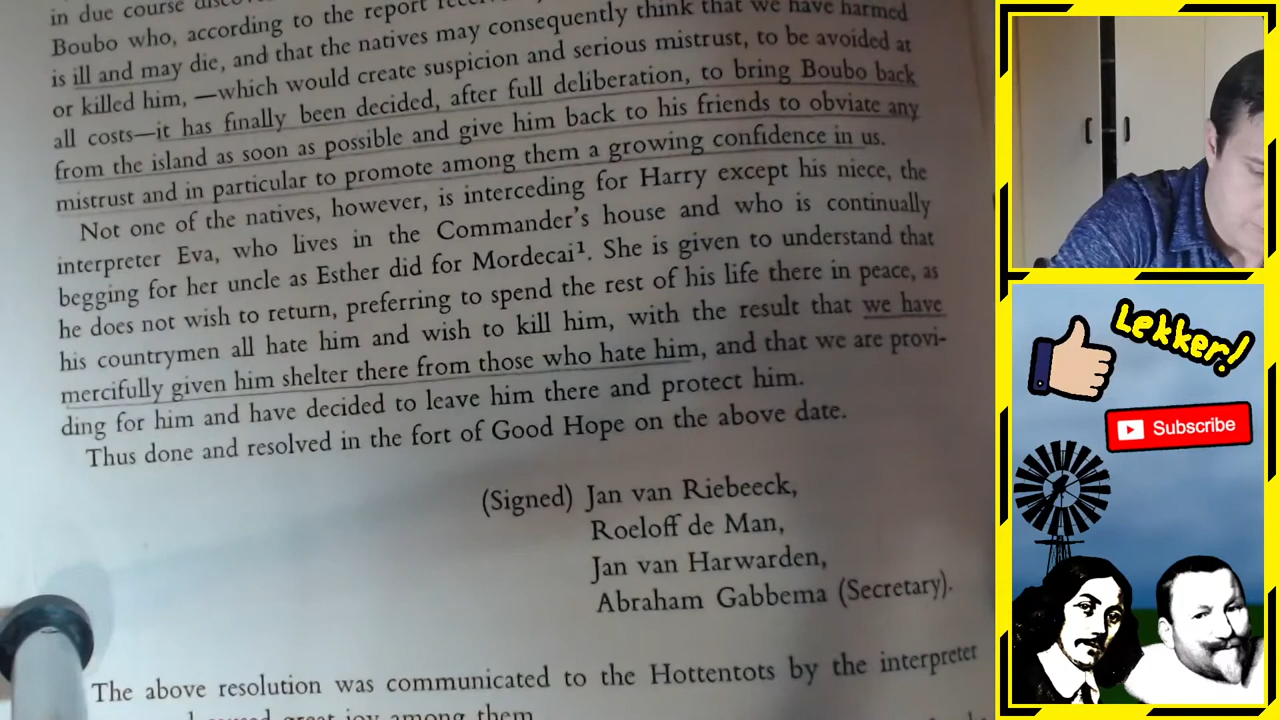 in due course
Boubo who, according to the report
is ill and may die, and that the natives may consequently think that we have harmed
or killed him, —which would create suspicion and serious mistrust, to be avoided at
all costs—it has finally been decided, after full deliberation, to bring Boubo back
from the island as soon as possible and give him back to his friends to obviate any
mistrust and in particular to promote among them a growing confidence in us.
Not one of the natives, however, is interceding for Harry except his niece, the
interpreter Eva, who lives in the Commander's house and who is continually
begging for her uncle as Esther did for Mordecai¹. She is given to understand that
he does not wish to return, preferring to spend the rest of his life there in peace, as
his countrymen all hate him and wish to kill him, with the result that we have
mercifully given him shelter there from those who hate him, and that we are provi-
ding for him and have decided to leave him there and protect him.
Thus done and resolved in the fort of Good Hope on the above date.
(Signed) Jan van Riebeeck,
Roeloff de Man,
Jan van Harwarden,
Abraham Gabbema (Secretary).
The above resolution was communicated to the Hottentots by the interpreter
great joy among them
Lekker!
Subscribe